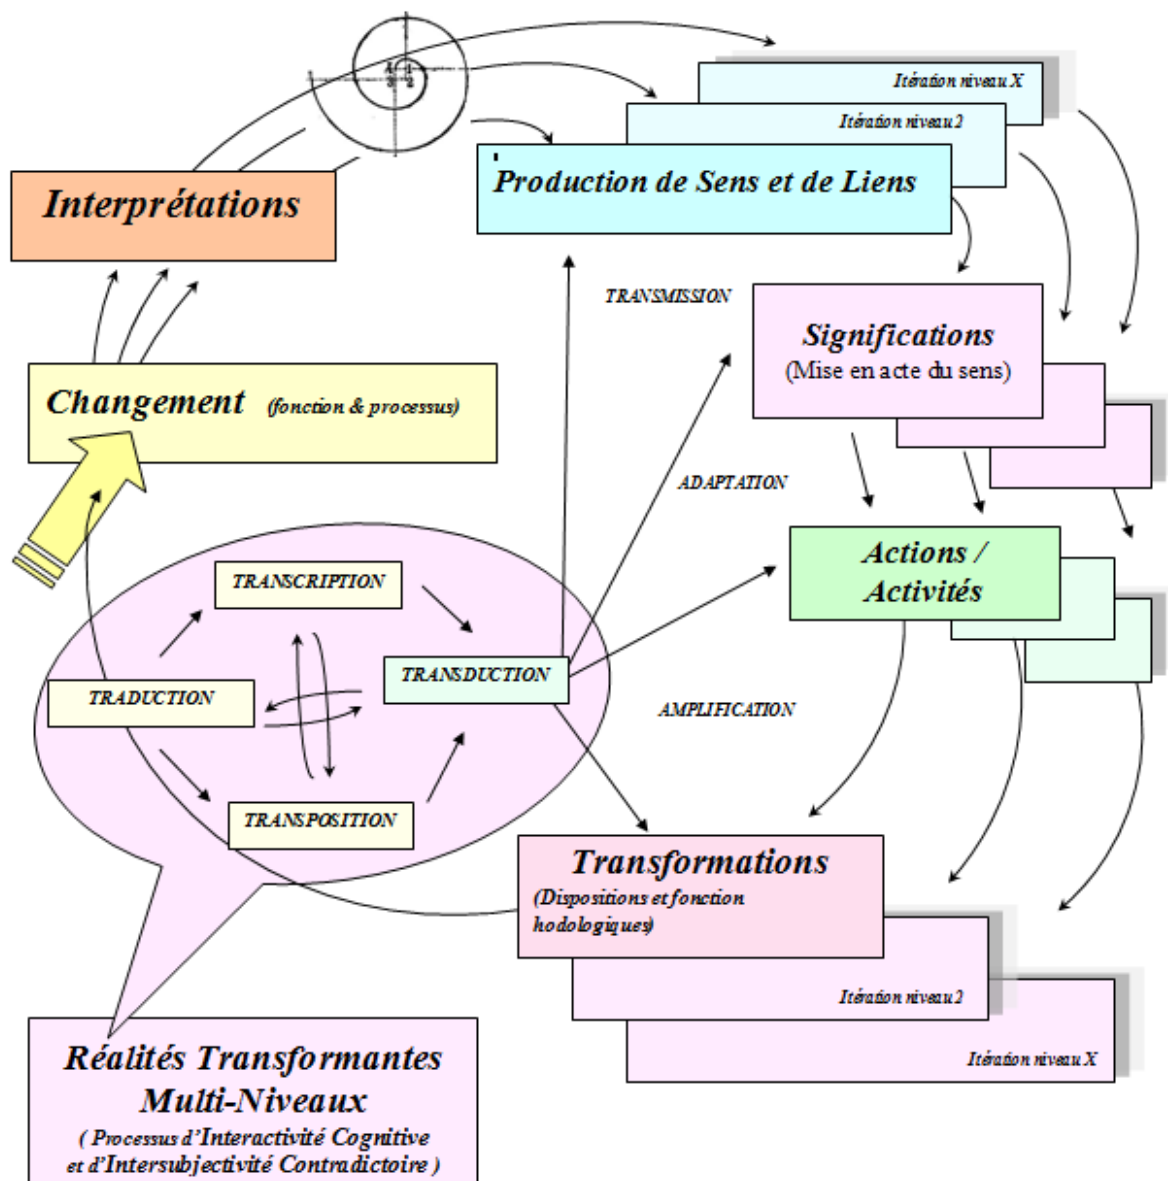 Itération niveau X
Itération niveau 2
Production de Sens et de Liens
Interprétations
TRANSMISSION
Significations
(Mise en acte du sens)
Changement (fonction & processus)
ADAPTATION
Actions /
Activités
TRANSCRIPTION
TRANSDUCTION
TRADUCTION
AMPLIFICATION
TRANSPOSITION
Transformations
(Dispositions et fonction
hodologiques)
Itération niveau 2
Itération niveau X
Réalités Transformantes
Multi-Niveaux
( Processus d'Interactivité Cognitive
et d'Intersubjectivité Contradictoire )